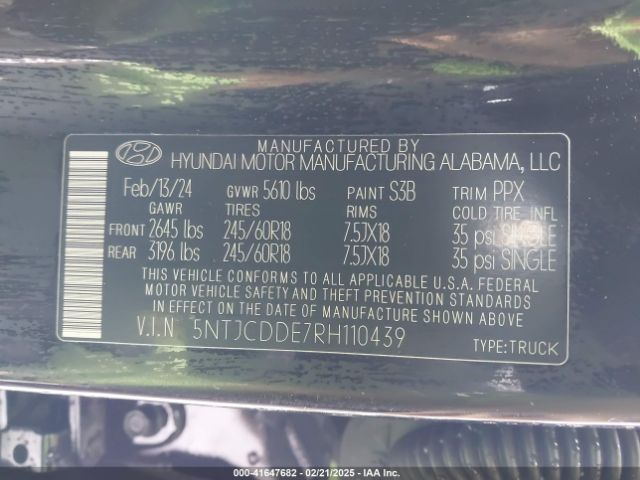 MANUFACTURED BY
HYUNDAI MOTOR MANUFACTURING ALABAMA, LLC
Feb/13/24 GVWR 5610 lbs PAINT S3B TRIM PPX
GAWR TIRES RIMS COLD TIRE INFL
FRONT 2645 lbs 245/60R18 7.5JX18 35 psi SINGLE
REAR 3196 lbs 245/60R18 7.5JX18 35 psi SINGLE
THIS VEHICLE CONFORMS TO ALL APPLICABLE U.S.A. FEDERAL
MOTOR VEHICLE SAFETY AND THEFT PREVENTION STANDARDS
IN EFFECT ON THE DATE OF MANUFACTURE SHOWN ABOVE
V.I.N 5NTJCDDE7RH110439 TYPE:TRUCK
000-41647682 - 02/21/2025 - IAA Inc.